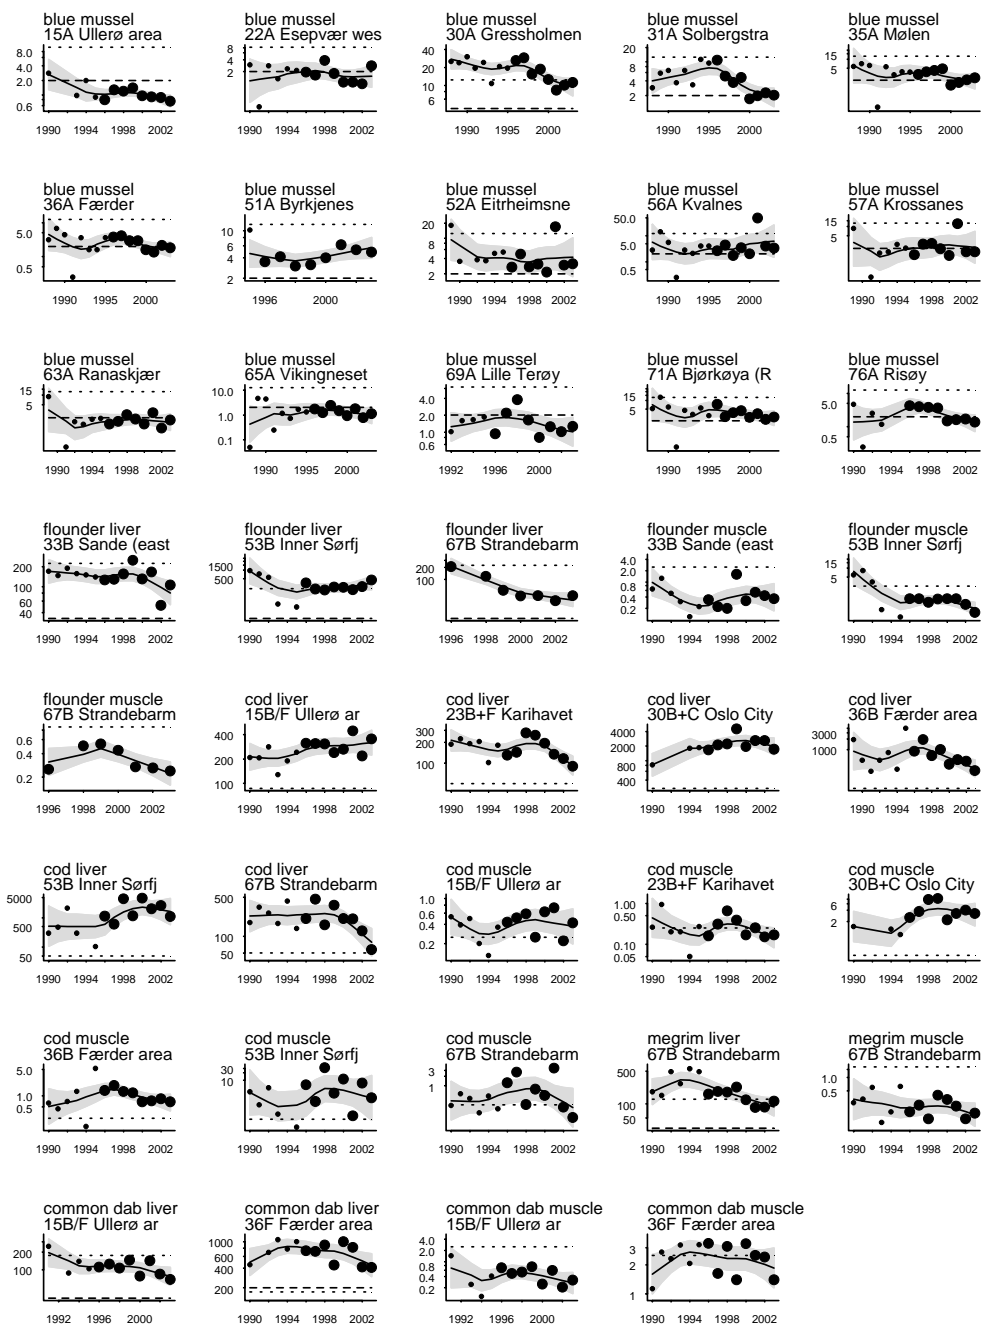 blue mussel
15A Ullerø area
8.0
4.0
2.0
1.0
0.6
1990 1994 1998 2002
blue mussel
22A Esepvær wes
8
4
2
1990 1995 2000
blue mussel
30A Gressholmen
40
20
10
6
1990 1995 2000
blue mussel
31A Solbergstra
20
10
6
4
2
1990 1995 2000
blue mussel
35A Mølen
15
5
1990 1995 2000
blue mussel
36A Færder
5.0
0.5
1990 1995 2000
blue mussel
51A Byrkjenes
10
6
4
2
1996 2000
blue mussel
52A Eitrheimsne
20
10
6
4
2
1990 1994 1998 2002
blue mussel
56A Kvalnes
50.0
5.0
0.5
1990 1994 1998 2002
blue mussel
57A Krossanes
15
5
1990 1994 1998 2002
blue mussel
63A Ranaskjær
15
5
1990 1994 1998 2002
blue mussel
65A Vikingneset
10.0
1.0
0.1
1990 1995 2000
blue mussel
69A Lille Terøy
4.0
2.0
1.0
0.6
1992 1996 2000
blue mussel
71A Bjørkøya (R
15
5
1990 1995 2000
blue mussel
76A Risøy
5.0
0.5
1990 1994 1998 2002
flounder liver
33B Sande (east
200
100
60
40
1990 1994 1998 2002
flounder liver
53B Inner Sørfj
1500
500
1990 1994 1998 2002
flounder liver
67B Strandebarm
200
100
1996 1998 2000 2002
flounder muscle
33B Sande (east
4.0
2.0
0.8
0.4
0.2
1990 1994 1998 2002
flounder muscle
53B Inner Sørfj
15
5
1990 1994 1998 2002
flounder muscle
67B Strandebarm
0.6
0.4
0.2
1996 1998 2000 2002
cod liver
15B/F Ullerø ar
400
200
100
1990 1994 1998 2002
cod liver
23B+F Karihavet
300
200
100
1990 1994 1998 2002
cod liver
30B+C Oslo City
4000
2000
800
400
1990 1994 1998 2002
cod liver
36B Færder area
3000
1000
1990 1994 1998 2002
cod liver
53B Inner Sørfj
5000
500
50
1990 1994 1998 2002
cod liver
67B Strandebarm
500
100
50
1990 1994 1998 2002
cod muscle
15B/F Ullerø ar
1.0
0.6
0.4
0.2
1990 1994 1998 2002
cod muscle
23B+F Karihavet
1.00
0.50
0.10
0.05
1990 1994 1998 2002
cod muscle
30B+C Oslo City
6
2
1990 1994 1998 2002
cod muscle
36B Færder area
5.0
1.0
0.5
1990 1994 1998 2002
cod muscle
53B Inner Sørfj
30
10
1990 1994 1998 2002
cod muscle
67B Strandebarm
3
1
1990 1994 1998 2002
megrim liver
67B Strandebarm
500
100
50
1990 1994 1998 2002
megrim muscle
67B Strandebarm
1.0
0.5
1990 1994 1998 2002
common dab liver
15B/F Ullerø ar
200
100
1992 1996 2000
common dab liver
36F Færder area
1000
600
400
200
1990 1994 1998 2002
common dab muscle
15B/F Ullerø ar
4.0
2.0
0.8
0.4
0.2
1992 1996 2000
common dab muscle
36F Færder area
3
2
1
1990 1994 1998 2002